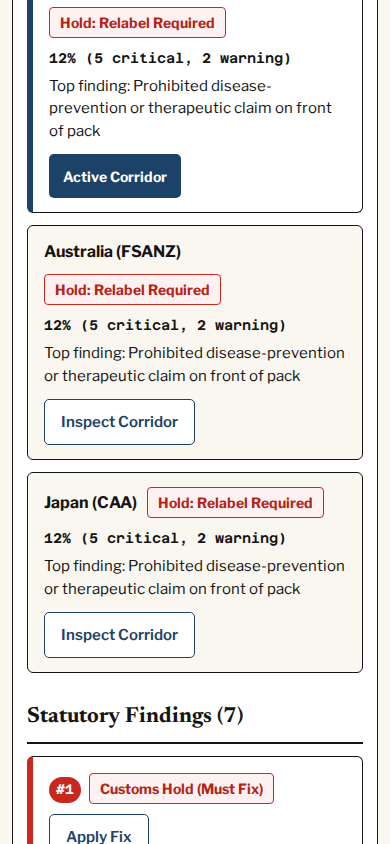 Hold: Relabel Required
12% (5 critical, 2 warning)
Top finding: Prohibited disease-
prevention or therapeutic claim on front
of pack
Active Corridor
Australia (FSANZ)
Hold: Relabel Required
12% (5 critical, 2 warning)
Top finding: Prohibited disease-prevention
or therapeutic claim on front of pack
Inspect Corridor
Japan (CAA) Hold: Relabel Required
12% (5 critical, 2 warning)
Top finding: Prohibited disease-prevention
or therapeutic claim on front of pack
Inspect Corridor
Statutory Findings (7)
#1 Customs Hold (Must Fix)
Apply Fix